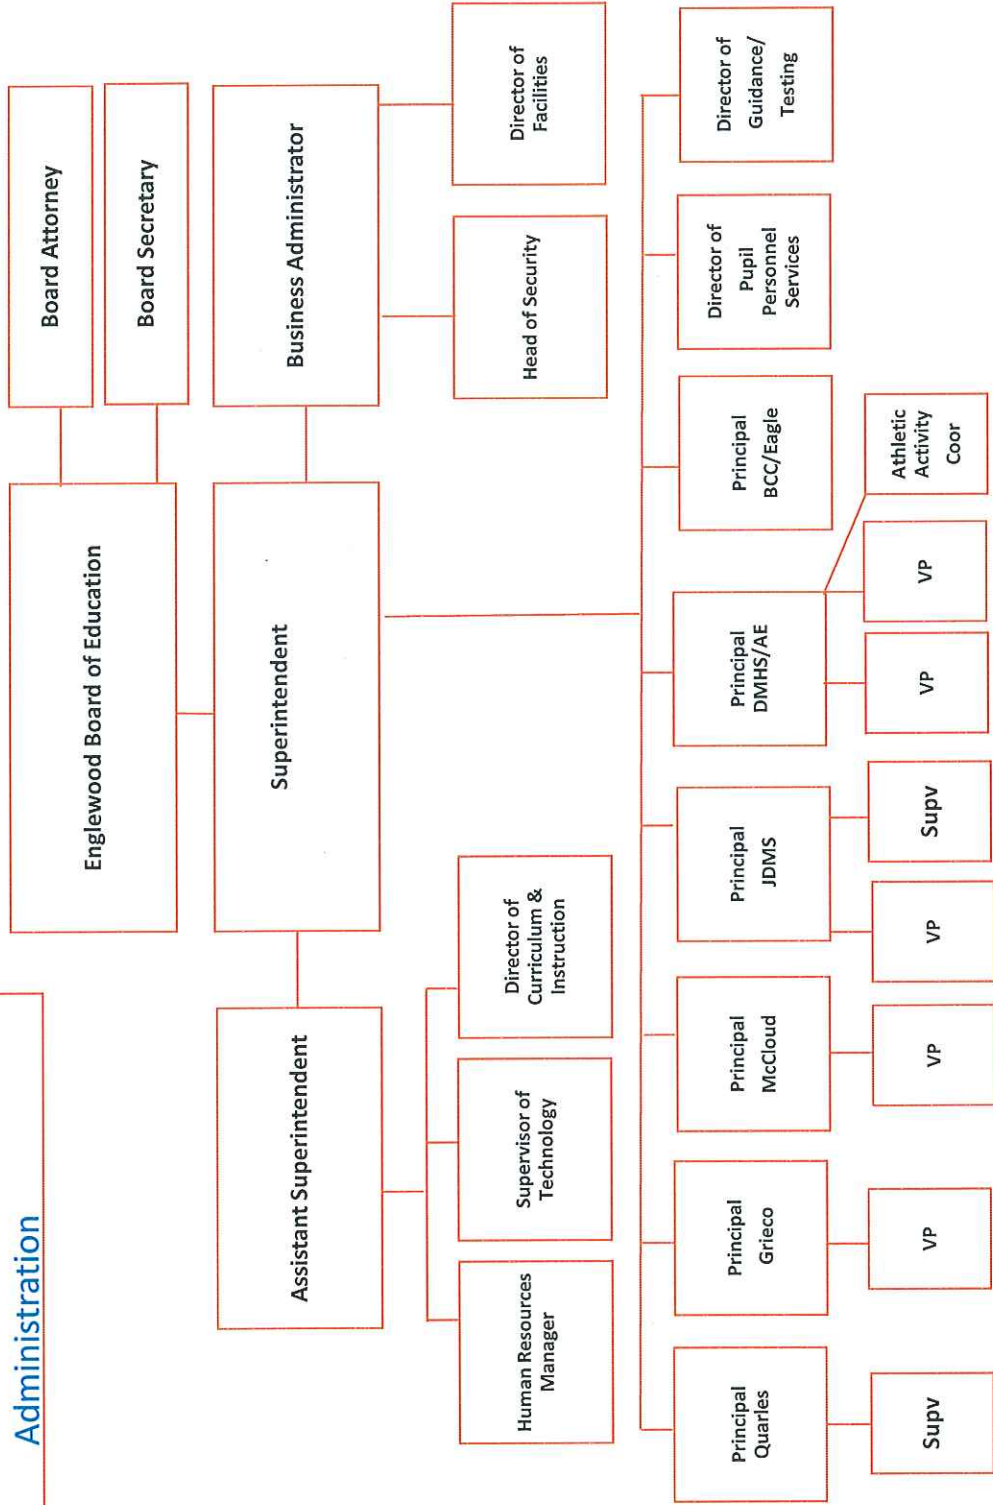 Administration
Englewood Board of Education
Board Attorney
Board Secretary
Assistant Superintendent
Superintendent
Business Administrator
Human Resources
Manager
Supervisor of
Technology
Director of
Curriculum &
Instruction
Head of Security
Director of
Facilities
Principal
Quarles
Principal
Grieco
Principal
McCloud
Principal
JDMS
Principal
DMHS/AE
Principal
BCC/Eagle
Director of
Pupil
Personnel
Services
Director of
Guidance/
Testing
Supv
VP
VP
VP
Supv
VP
VP
Athletic
Activity
Coor